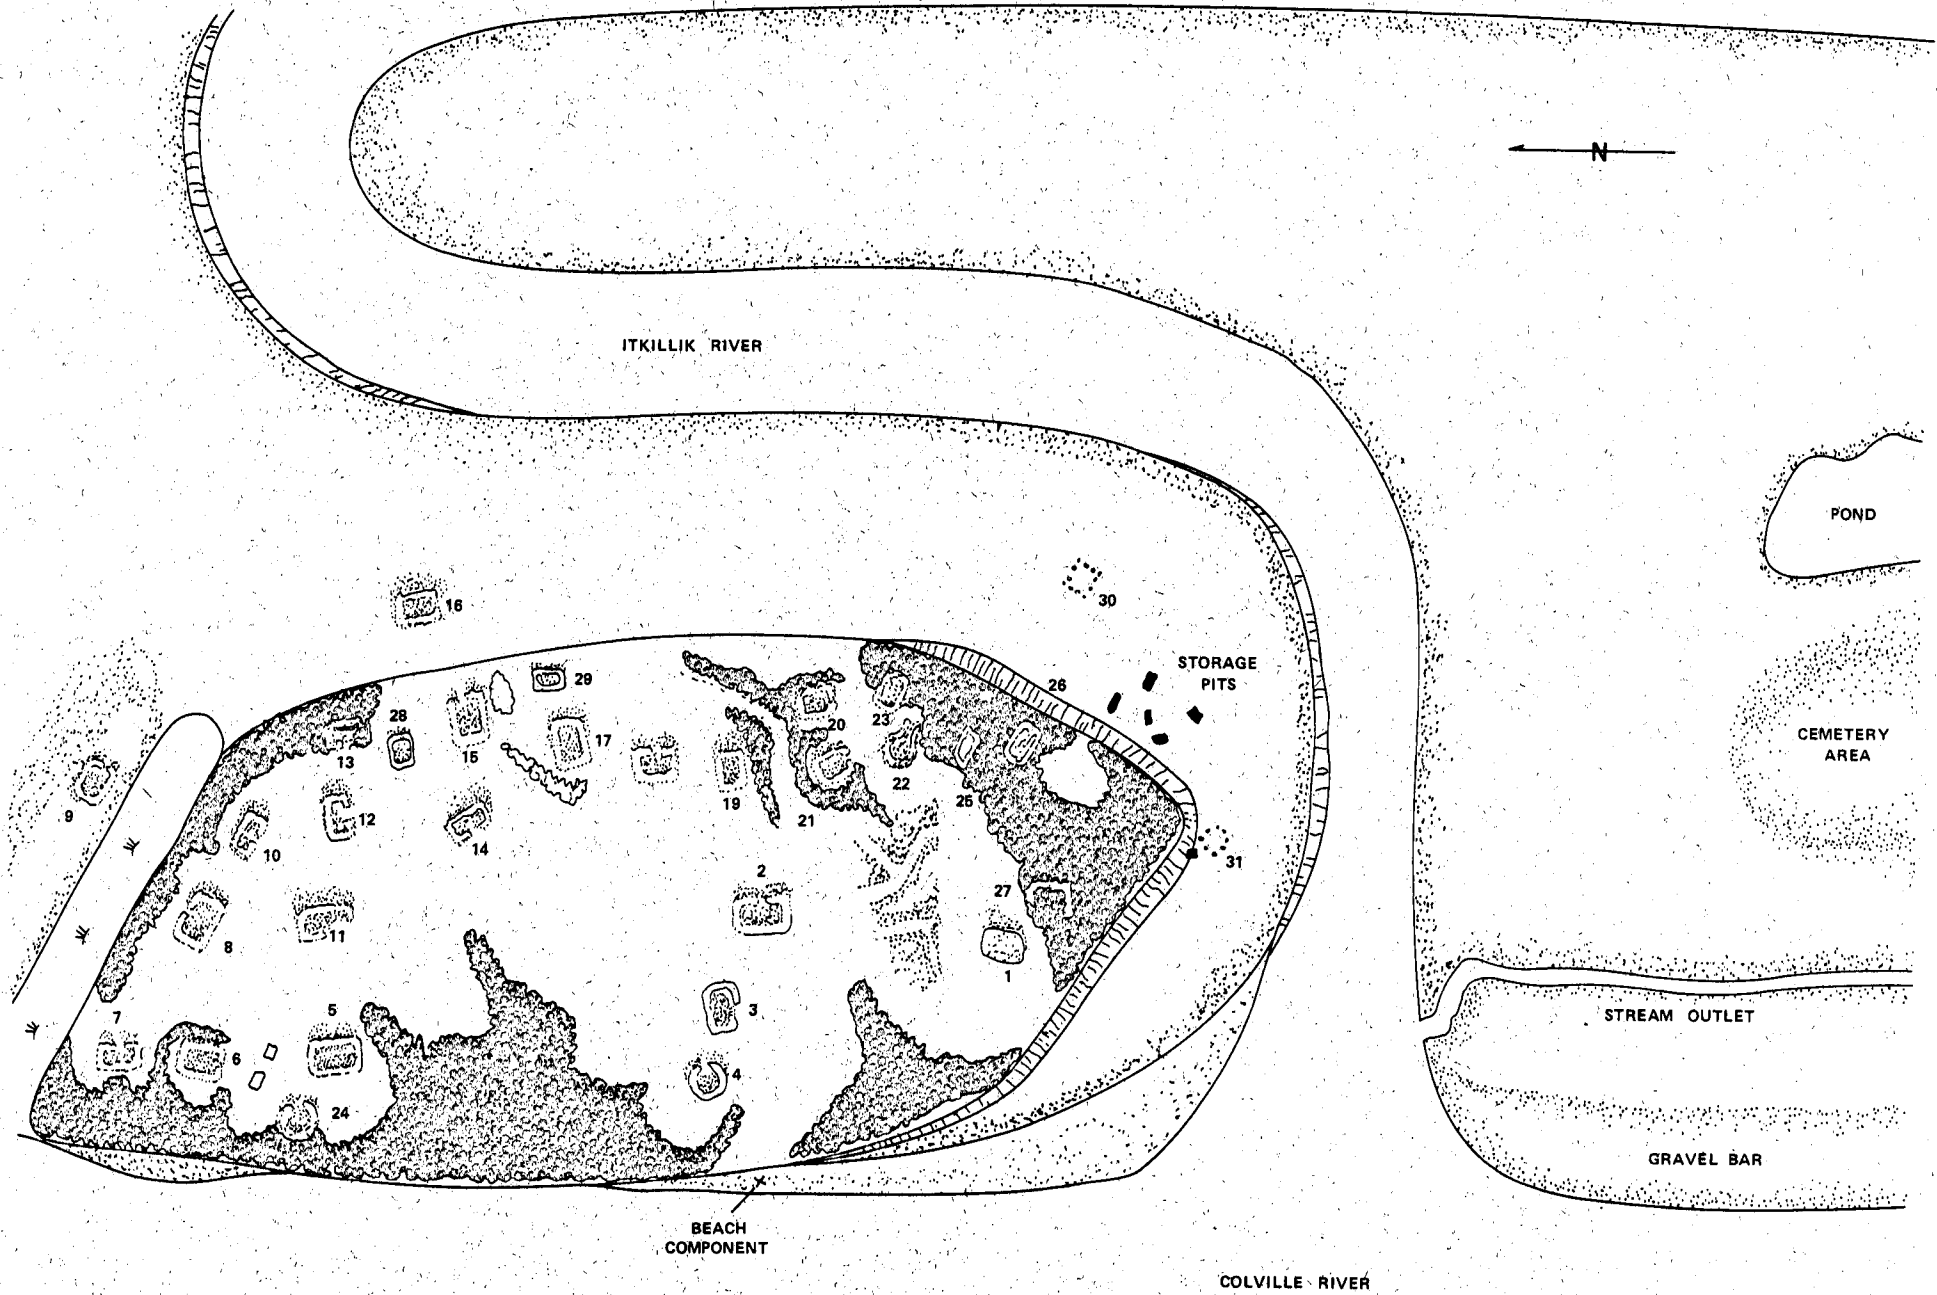 N
ITKILLIK RIVER
POND
30
16
STORAGE
PITS
26
29
28
20
23
17
CEMETERY
AREA
15
13
22
19
25
9
12
21
14
10
31
2
27
8
11
1
7
5
3
STREAM OUTLET
6
4
24
GRAVEL BAR
BEACH
COMPONENT
COLVILLE RIVER